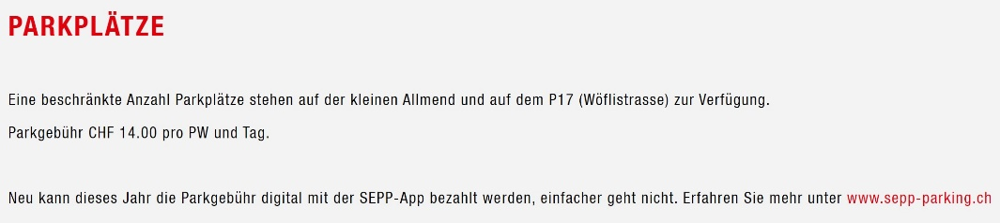 PARKPLÄTZE
Eine beschränkte Anzahl Parkplätze stehen auf der kleinen Allmend und auf dem P17 (Wöflistrasse) zur Verfügung.
Parkgebühr CHF 14.00 pro PW und Tag.
Neu kann dieses Jahr die Parkgebühr digital mit der SEPP-App bezahlt werden, einfacher geht nicht. Erfahren Sie mehr unter www.sepp-parking.ch